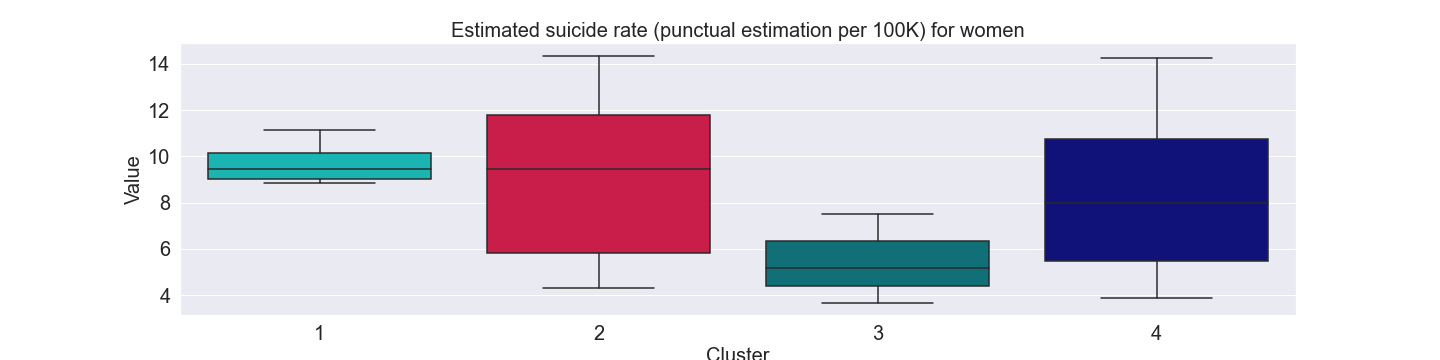 Estimated suicide rate (punctual estimation per 100K) for women
14
12
10
8
6
4
Value
1 2 3 4
Cluster